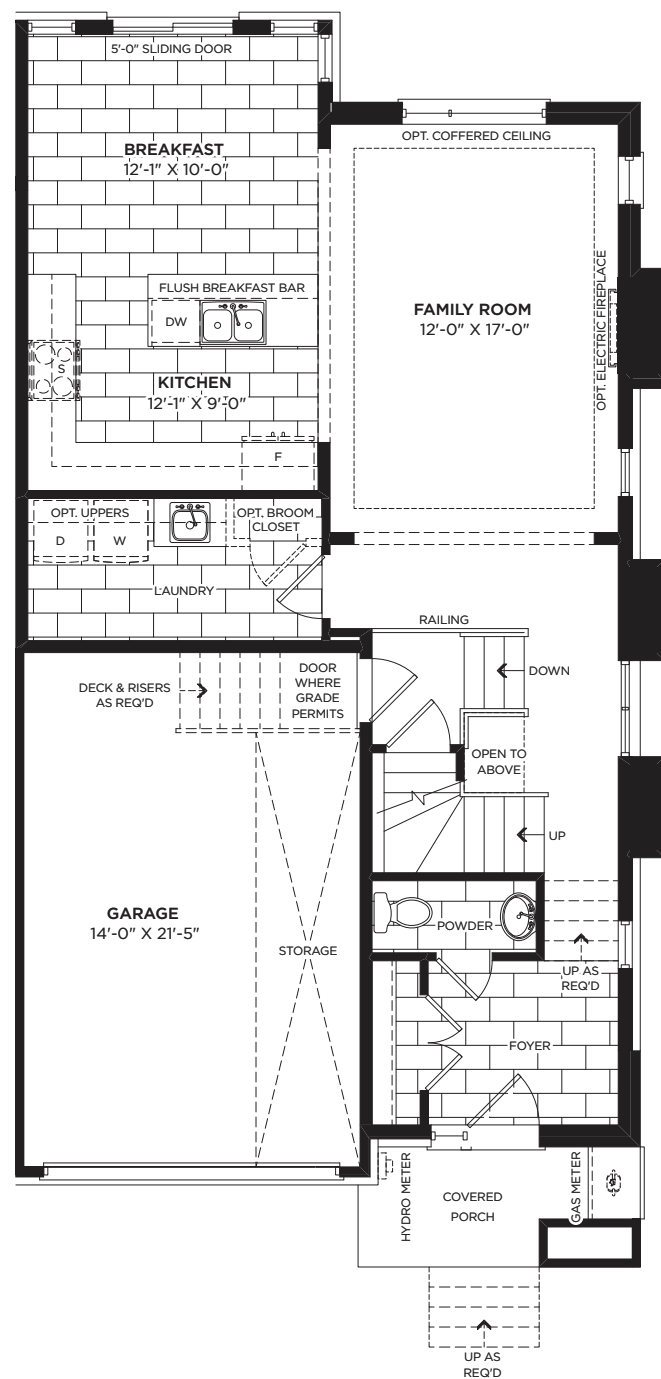 5'-0" SLIDING DOOR
BREAKFAST
12'-1" X 10'-0"
OPT. COFFERED CEILING
FLUSH BREAKFAST BAR
DW
FAMILY ROOM
12'-0" X 17'-0"
OPT. ELECTRIC FIREPLACE
S
KITCHEN
12'-1" X 9'-0"
F
OPT. UPPERS
D
W
OPT. BROOM
CLOSET
LAUNDRY
RAILING
DECK & RISERS
AS REQ'D
DOOR
WHERE
GRADE
PERMITS
DOWN
OPEN TO
ABOVE
UP
GARAGE
14'-0" X 21'-5"
STORAGE
POWDER
UP AS
REQ'D
FOYER
HYDRO METER
COVERED
PORCH
GAS METER
UP AS
REQ'D